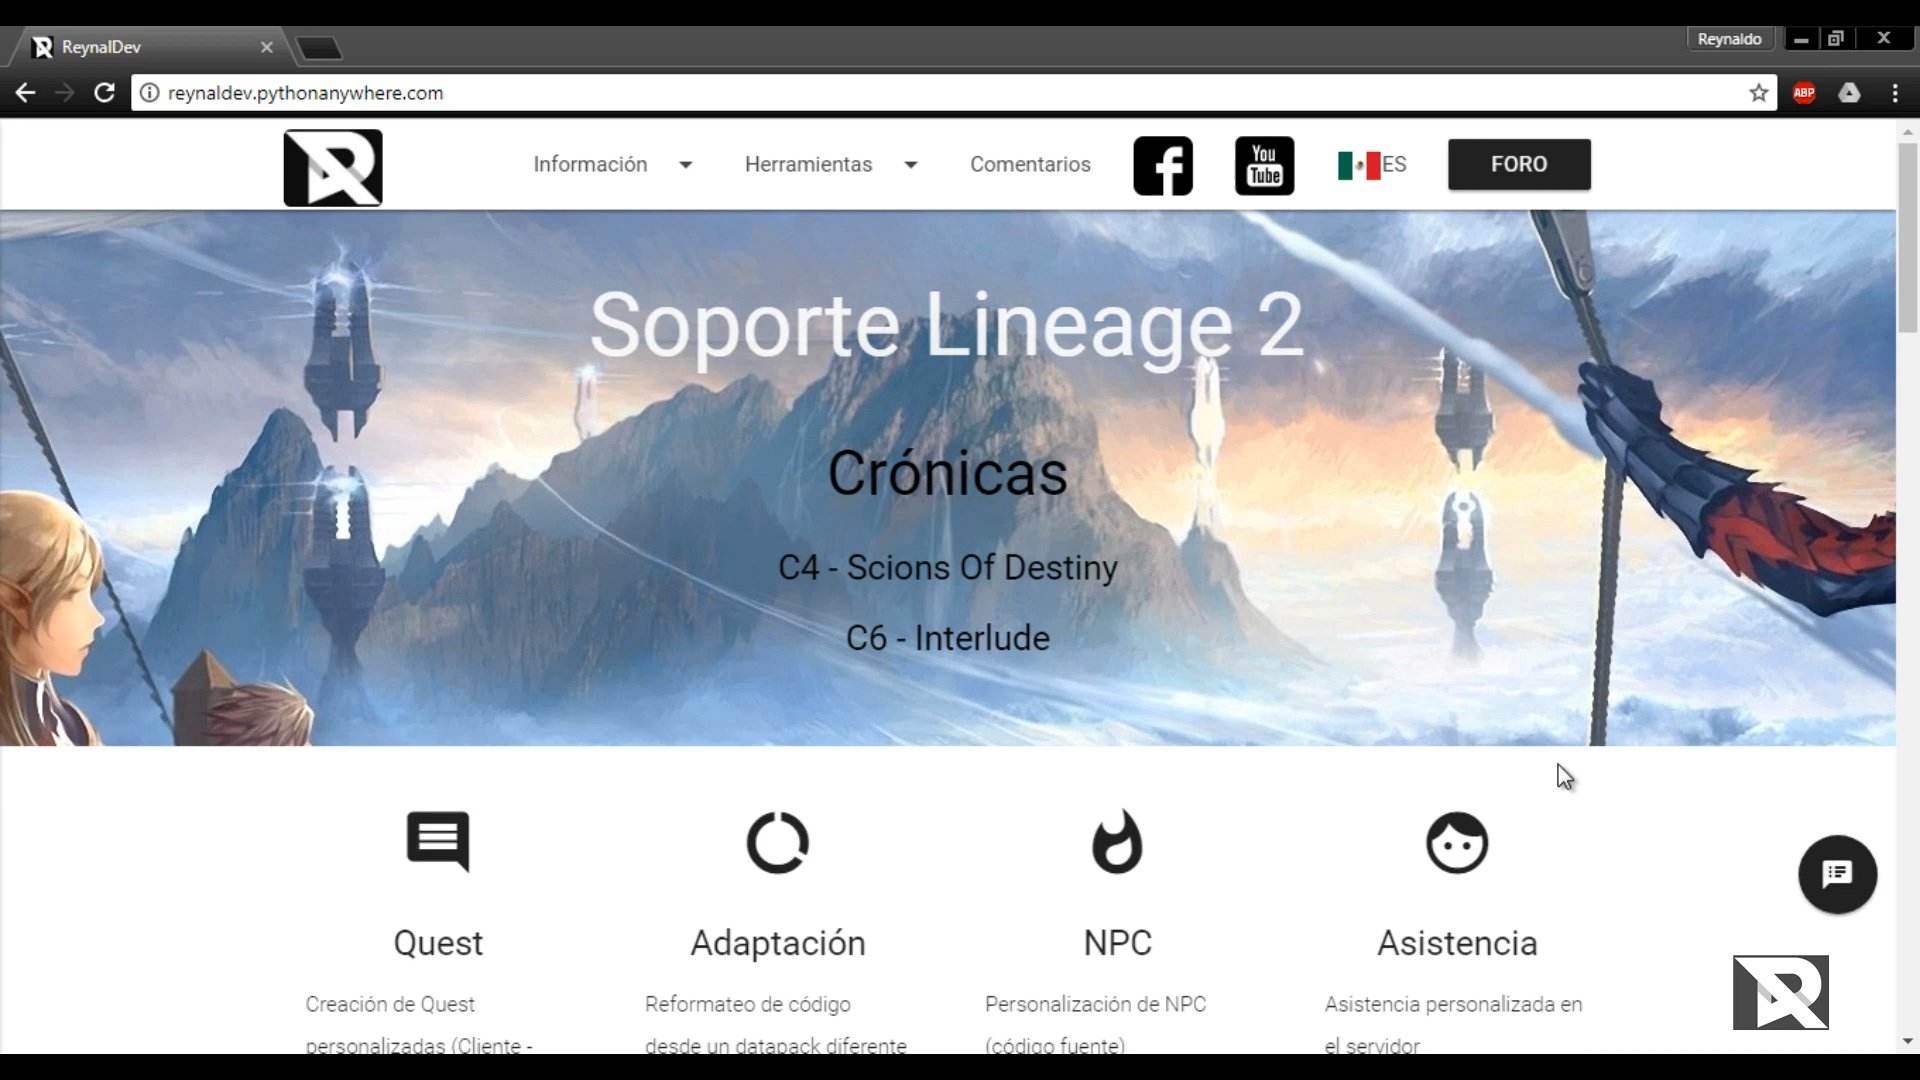 ReynalDev
Reynaldo
reynaldev.pythonanywhere.com
ABP
Información
Herramientas
Comentarios
You
Tube
ES
FORO
Soporte Lineage 2
Crónicas
C4 - Scions Of Destiny
C6 - Interlude
Quest
Adaptación
NPC
Asistencia
Creación de Quest
personalizadas (Cliente -
Reformateo de código
desde un datapack diferente
Personalización de NPC
(código fuente)
Asistencia personalizada en
el servidor